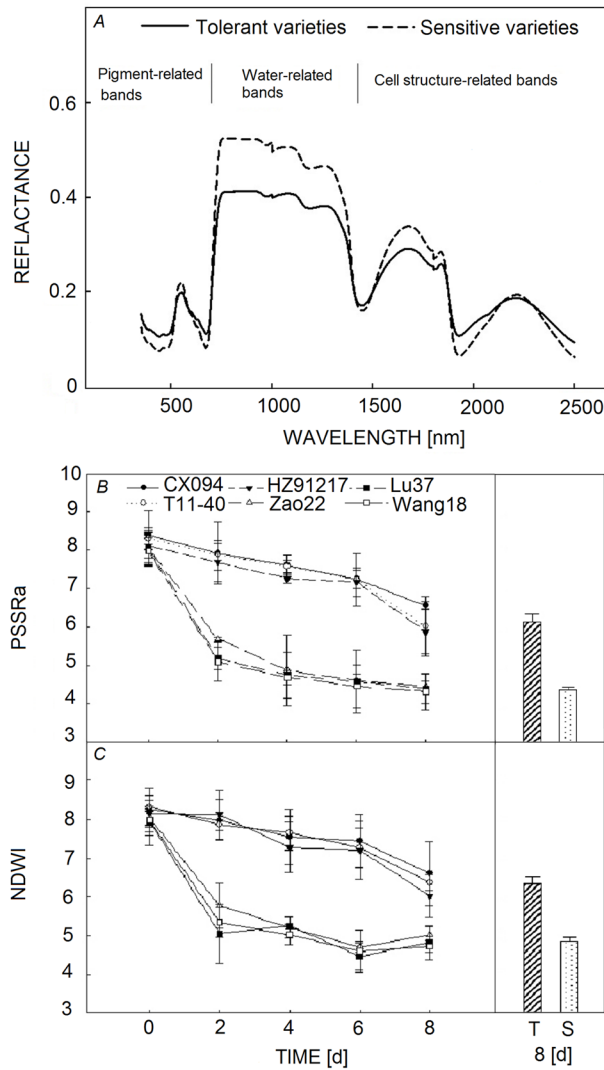 A
Tolerant varieties
Sensitive varieties
Pigment-related bands
Water-related bands
Cell structure-related bands
REFLACTANCE
0.8
0.6
0.4
0.2
0
500
1000
1500
2000
2500
WAVELENGTH [nm]
B
CX094
HZ91217
Lu37
T11-40
Zao22
Wang18
PSSRa
10
9
8
7
6
5
4
3
C
NDWI
9
8
7
6
5
4
3
0
2
4
6
8
TIME [d]
T
S
8 [d]